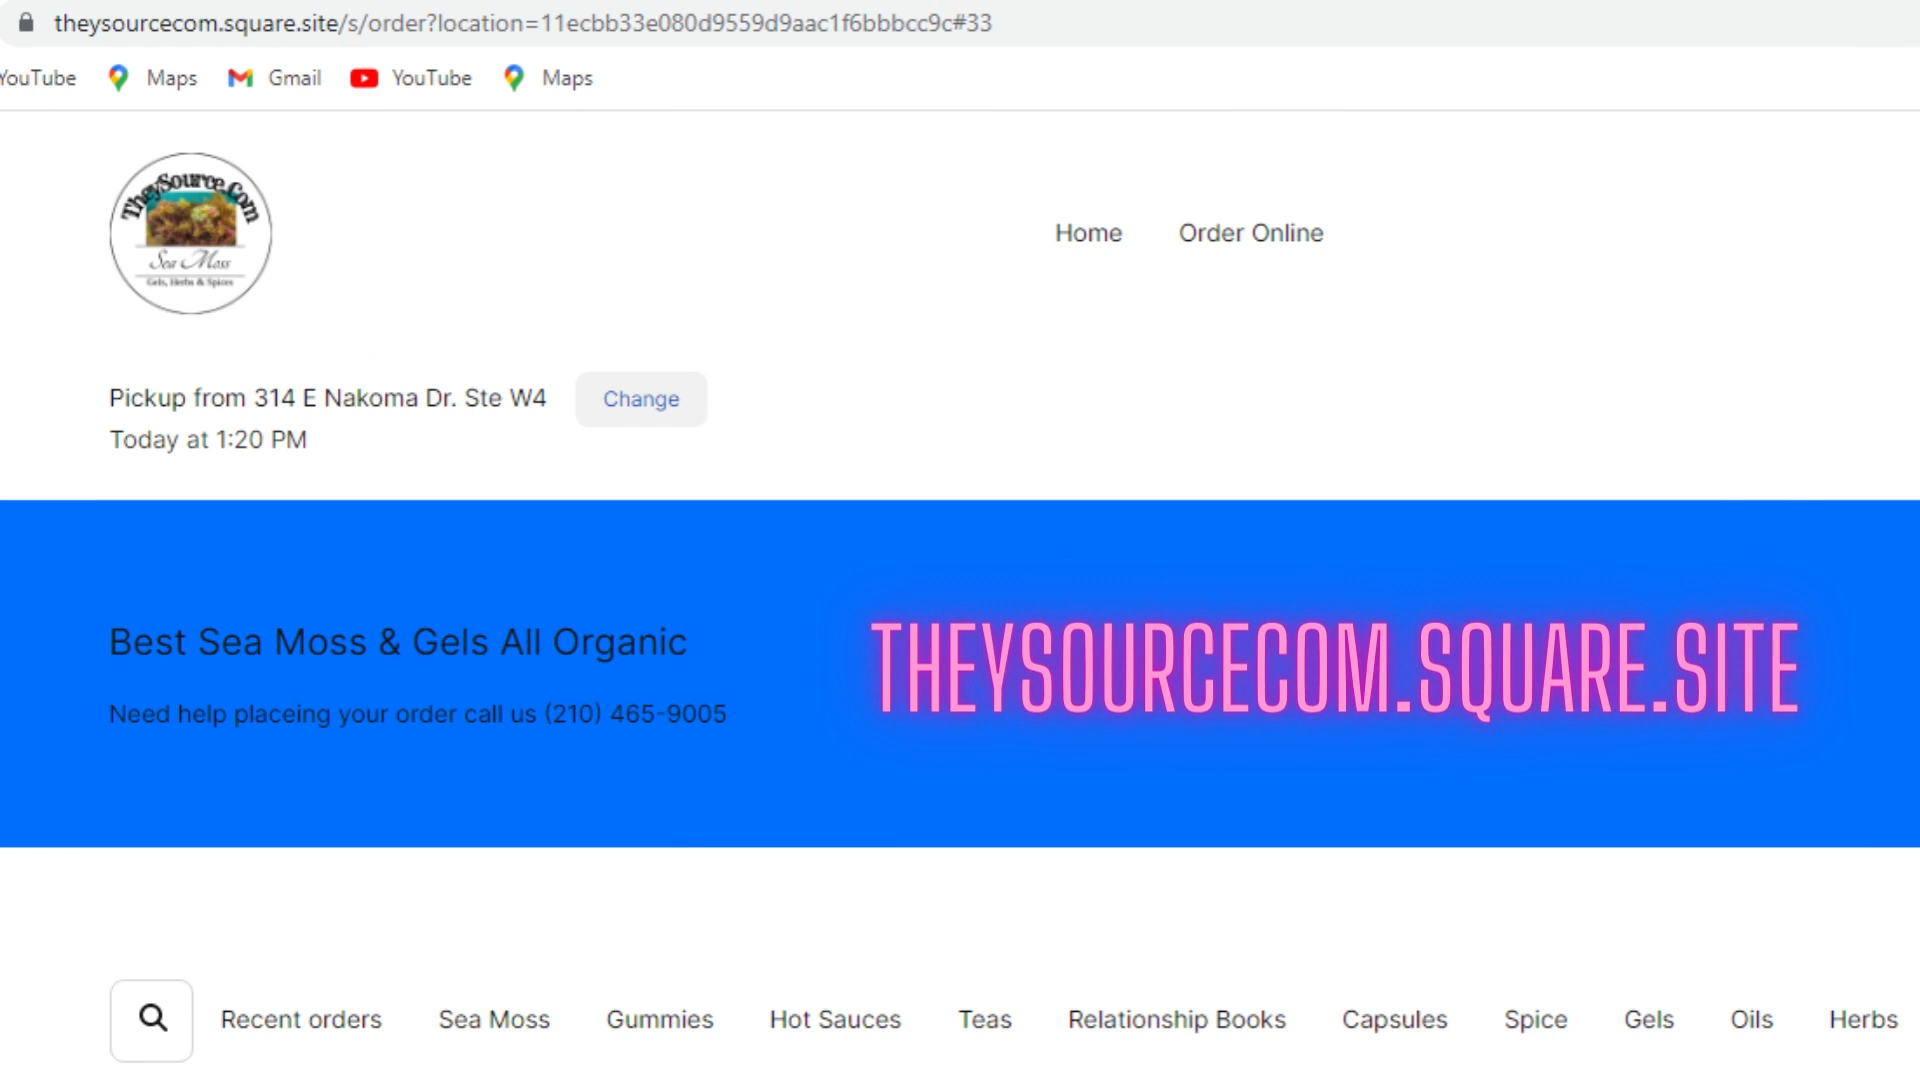 theysourcecom.square.site/s/order?location=11ecbb33e080d9559d9aac1f6bbbcc9c#33
YouTube Maps Gmail YouTube Maps
TheySource.Com
Sea Moss
Gels, Herbs & Spices
Home Order Online
Pickup from 314 E Nakoma Dr. Ste W4 Change
Today at 1:20 PM
Best Sea Moss & Gels All Organic
Need help placeing your order call us (210) 465-9005
THEYSOURCECOM.SQUARE.SITE
Recent orders Sea Moss Gummies Hot Sauces Teas Relationship Books Capsules Spice Gels Oils Herbs